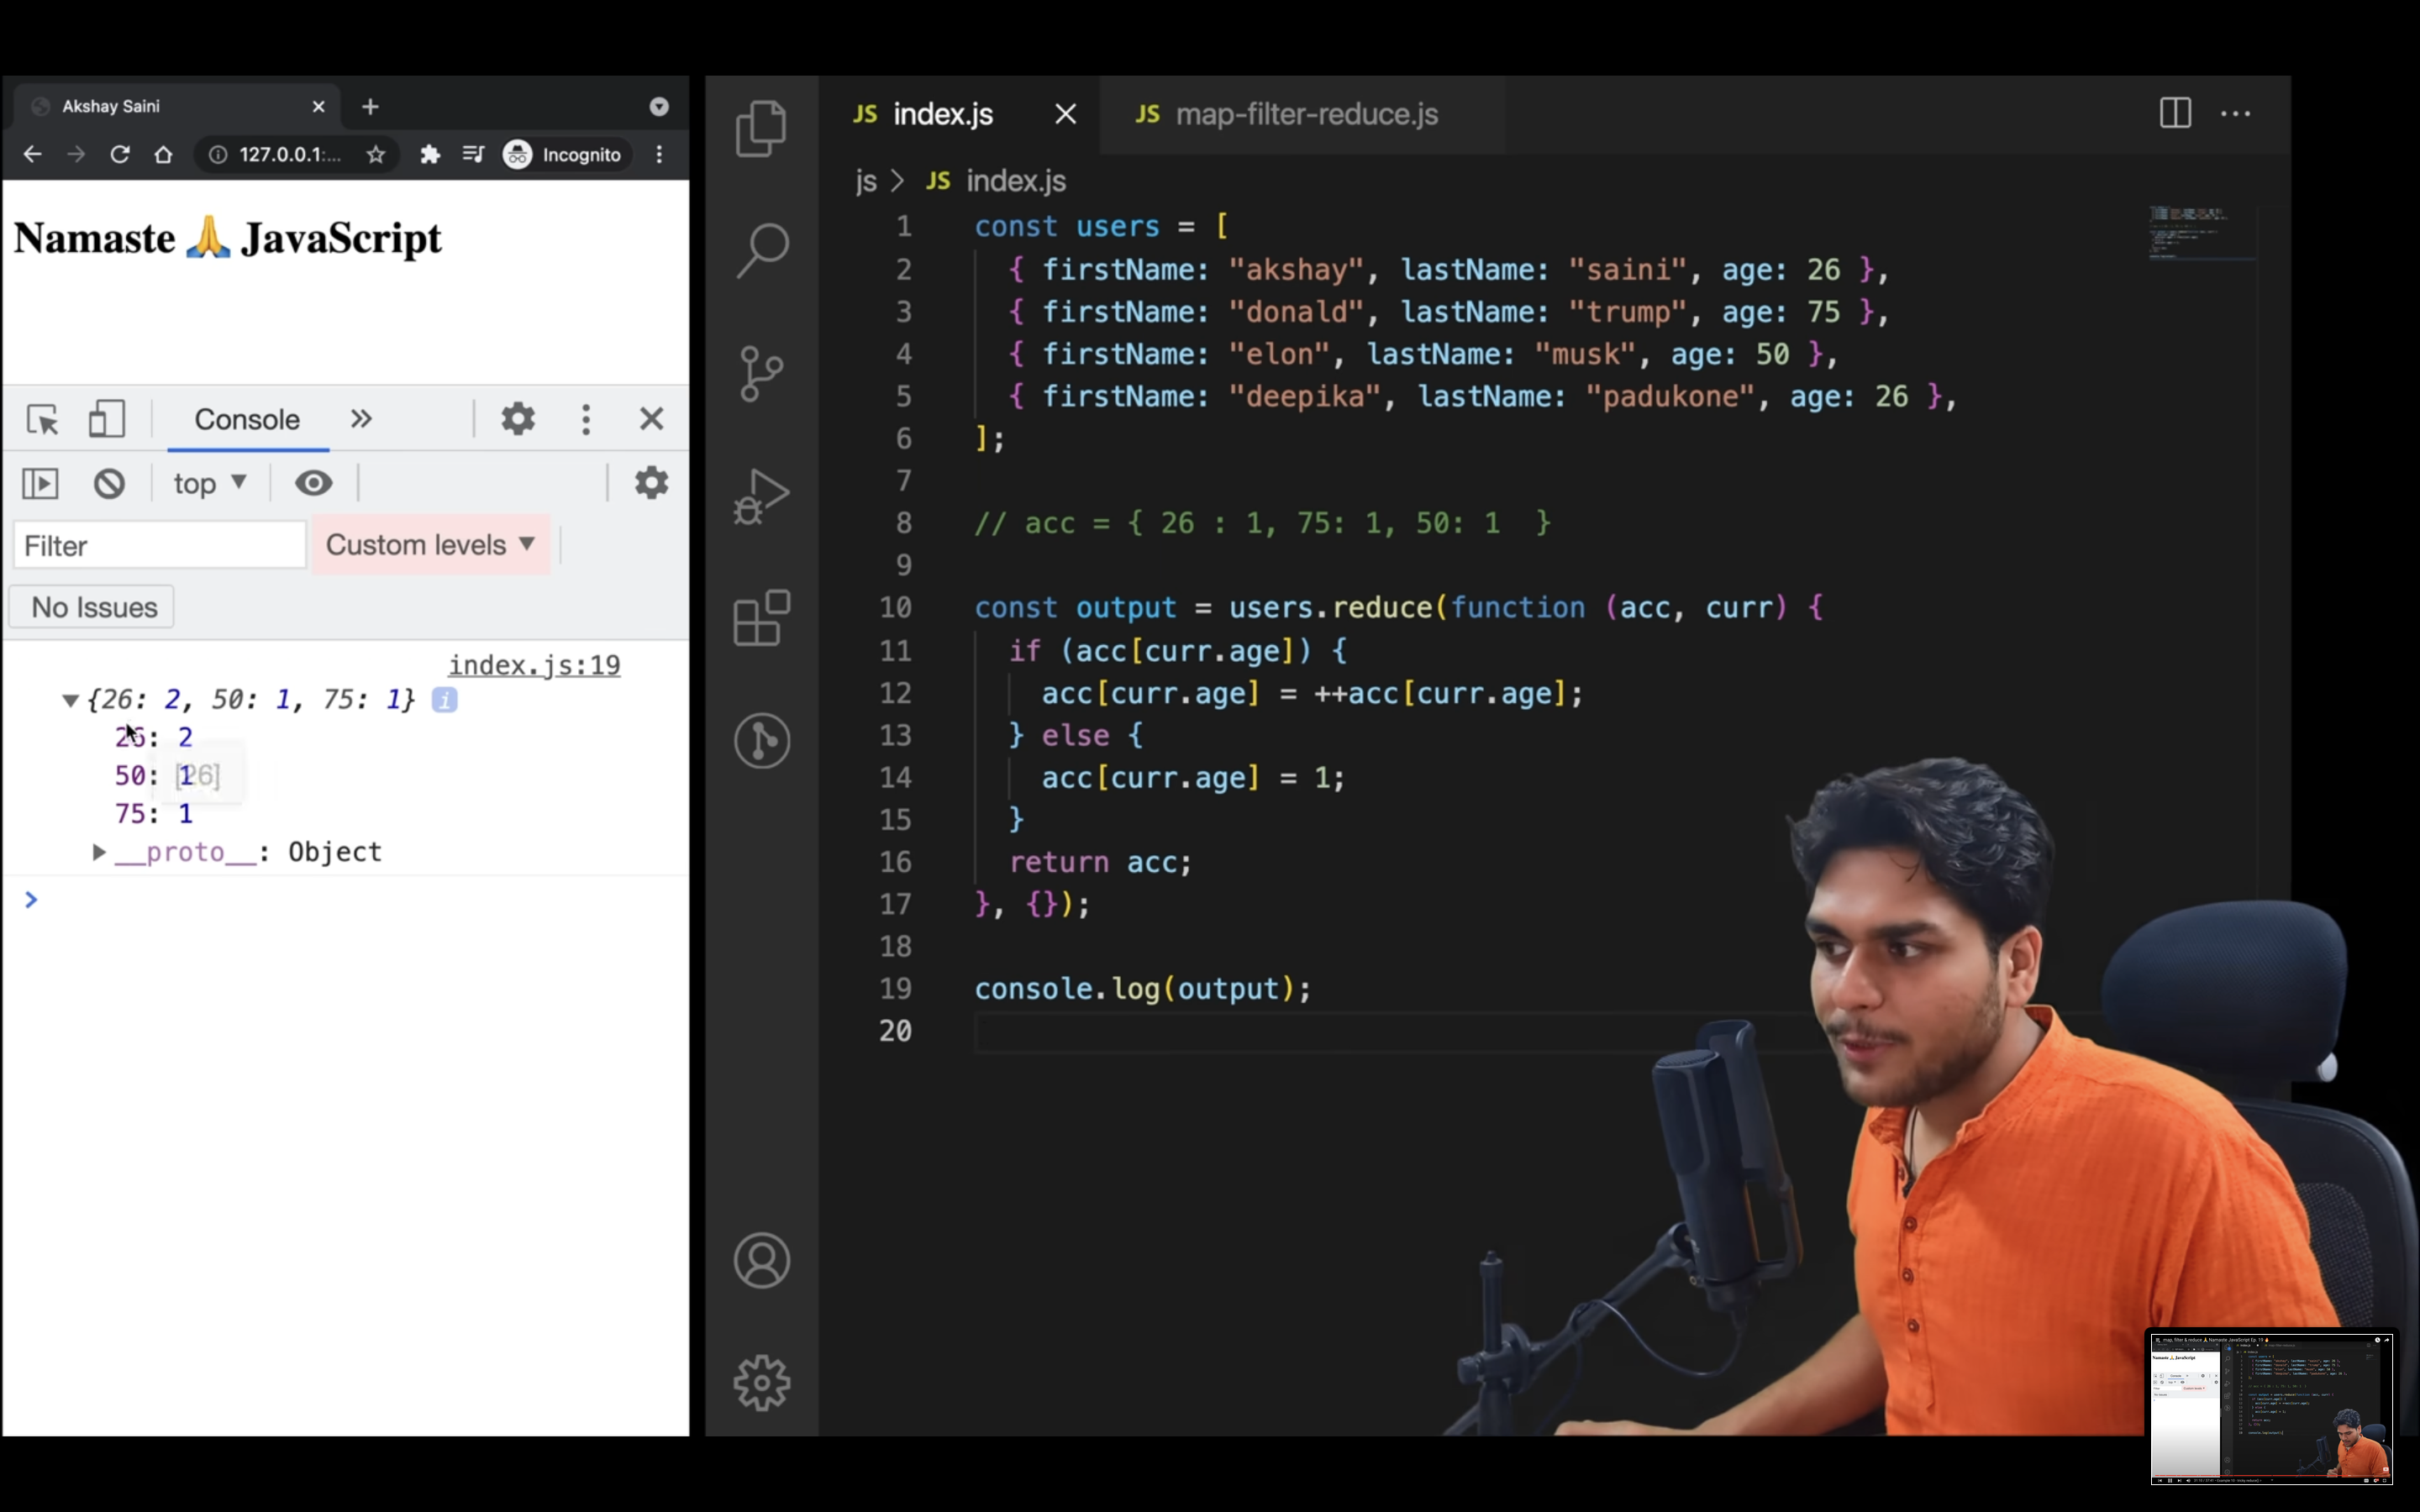 Akshay Saini
127.0.0.1:...
Incognito
Namaste 🙏 JavaScript
Console
top
Filter
Custom levels
No Issues
index.js:19
{26: 2, 50: 1, 75: 1}
26: 2
50: 1
[26]
75: 1
__proto__: Object
JS index.js
JS map-filter-reduce.js
js > JS index.js
1 const users = [
2 { firstName: "akshay", lastName: "saini", age: 26 },
3 { firstName: "donald", lastName: "trump", age: 75 },
4 { firstName: "elon", lastName: "musk", age: 50 },
5 { firstName: "deepika", lastName: "padukone", age: 26 },
6 ];
7
8 // acc = { 26 : 1, 75: 1, 50: 1  }
9
10 const output = users.reduce(function (acc, curr) {
11 if (acc[curr.age]) {
12 acc[curr.age] = ++acc[curr.age];
13 } else {
14 acc[curr.age] = 1;
15 }
16 return acc;
17 }, {});
18
19 console.log(output);
20